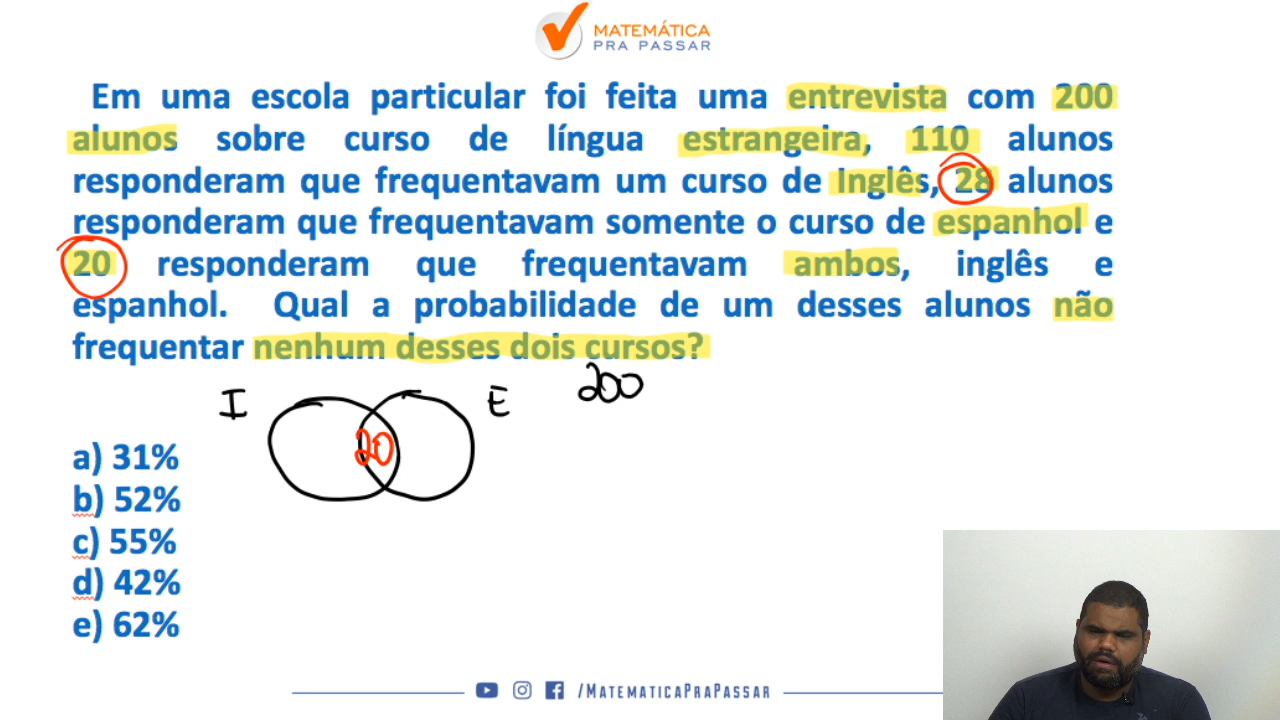 MATEMÁTICA
PRA PASSAR
Em uma escola particular foi feita uma entrevista com 200
alunos sobre curso de língua estrangeira, 110 alunos
responderam que frequentavam um curso de inglês, 28 alunos
responderam que frequentavam somente o curso de espanhol e
20 responderam que frequentavam ambos, inglês e
espanhol. Qual a probabilidade de um desses alunos não
frequentar nenhum desses dois cursos?
I E 200
20
a) 31%
b) 52%
c) 55%
d) 42%
e) 62%
/MatematicaPraPassar